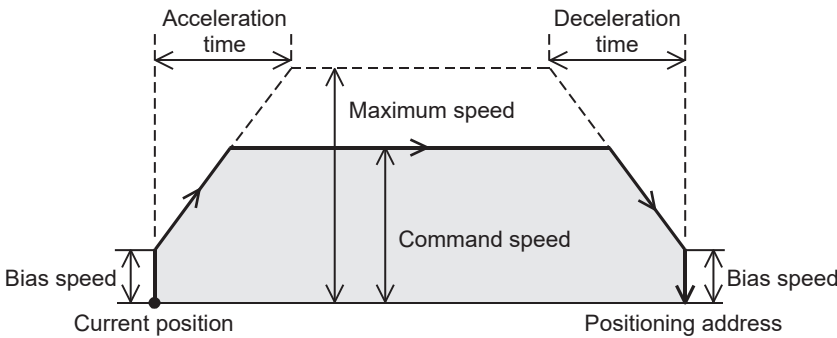 Acceleration
time
Deceleration
time
Maximum speed
Command speed
Bias speed
Bias speed
Current position
Positioning address